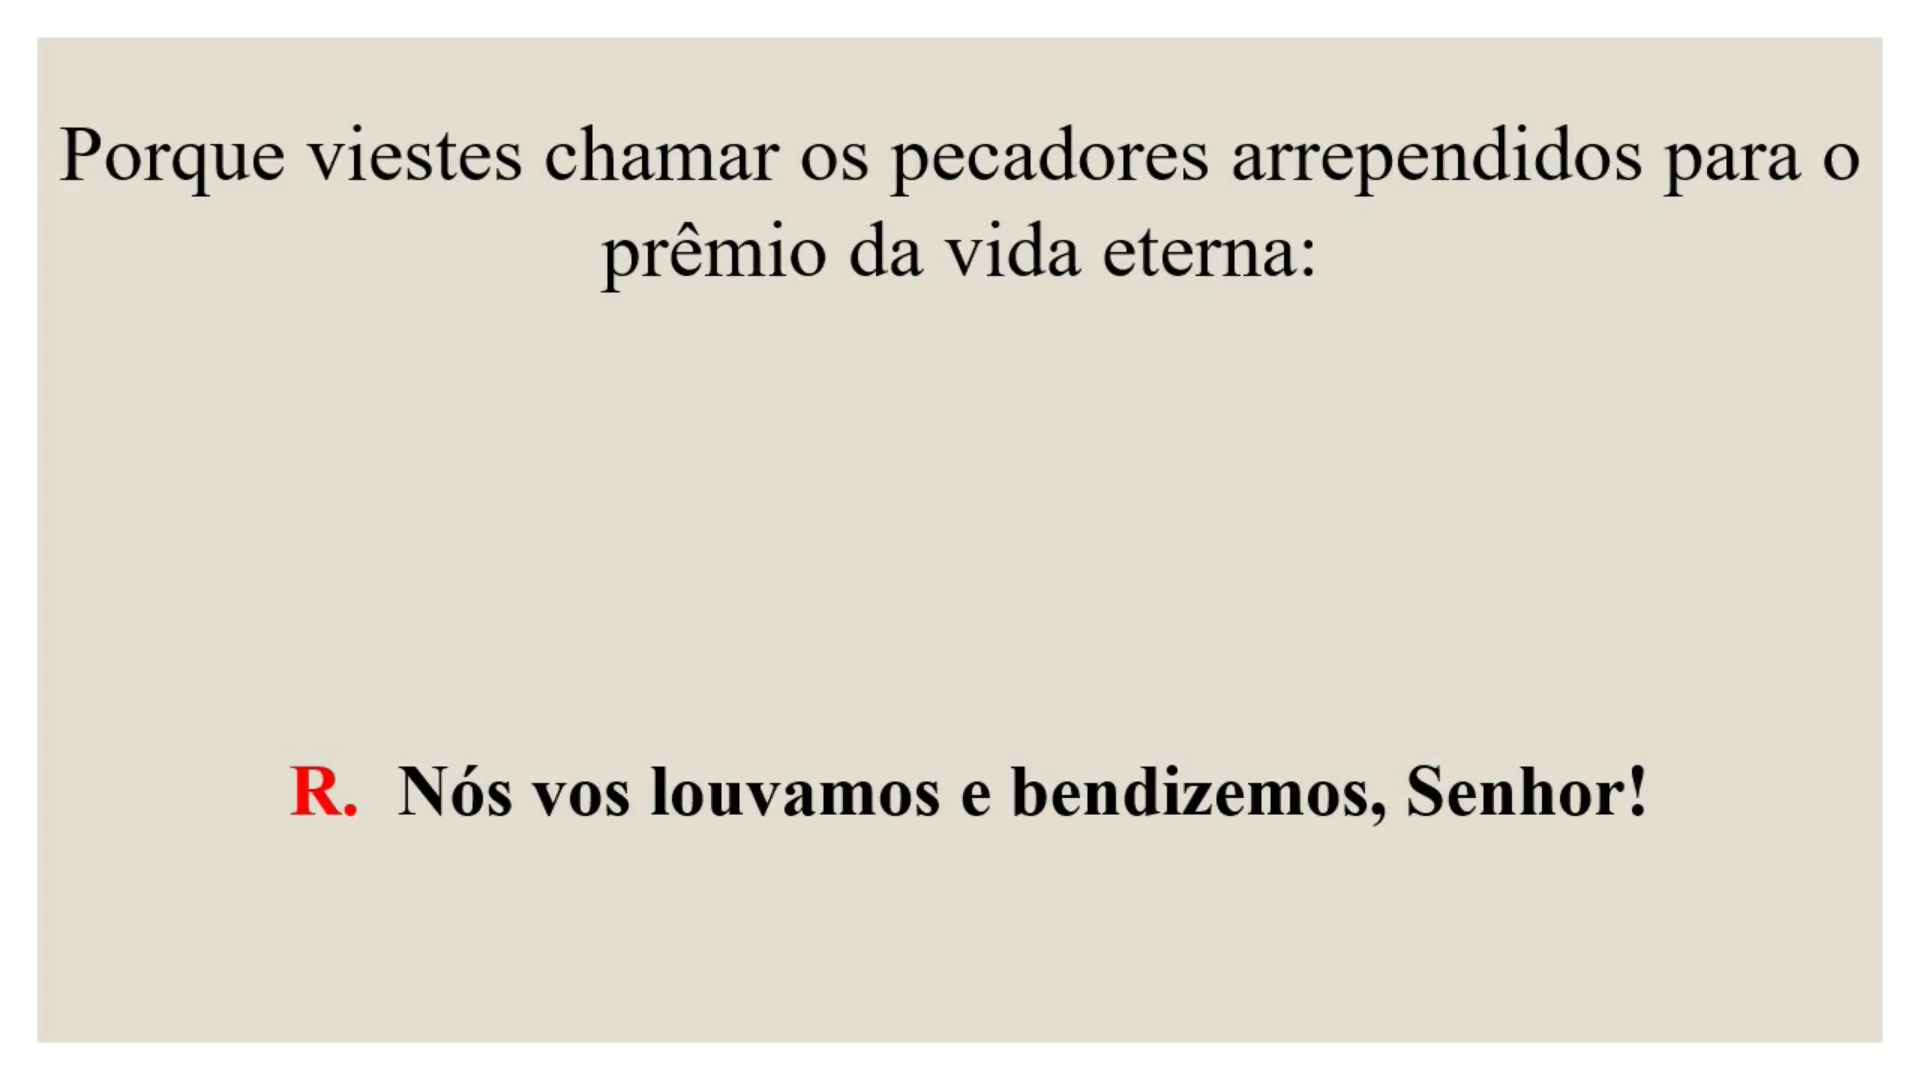 Porque viestes chamar os pecadores arrependidos para o
prêmio da vida eterna:
R. Nós vos louvamos e bendizemos, Senhor!